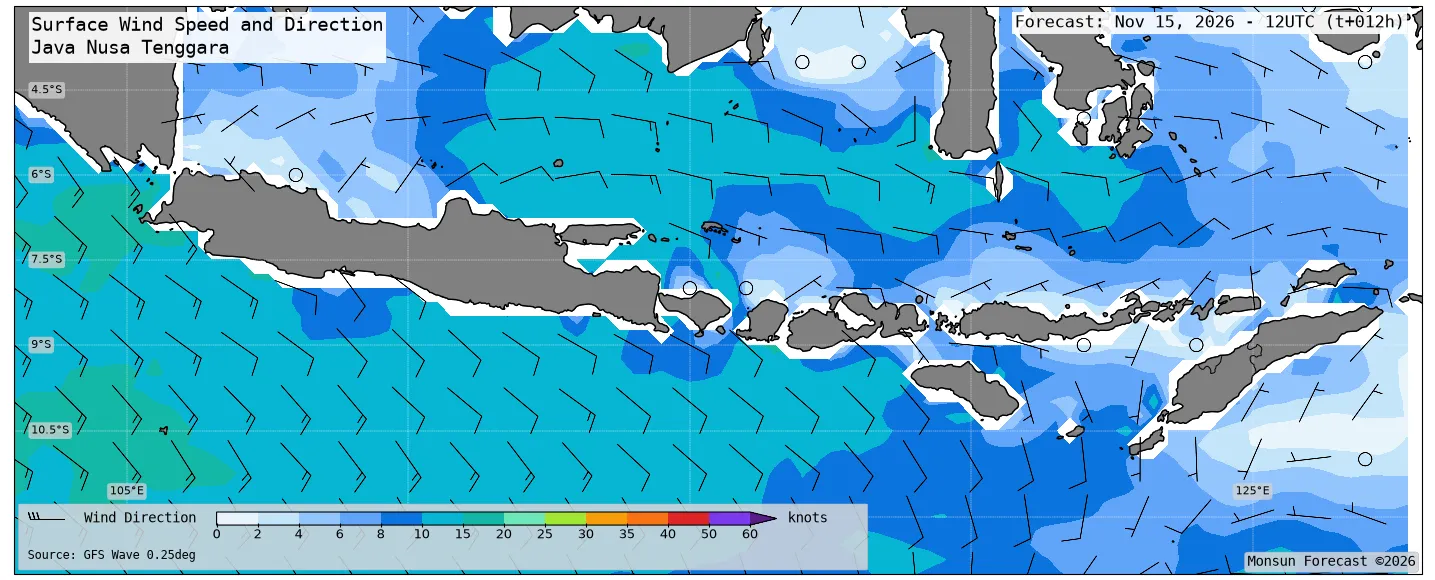 Surface Wind Speed and Direction
Java Nusa Tenggara
Forecast: Nov 15, 2026 - 12UTC (t+012h)
4.5°S
6°S
7.5°S
9°S
10.5°S
105°E
125°E
Wind Direction
0 2 4 6 8 10 15 20 25 30 35 40 50 60
knots
Source: GFS Wave 0.25deg
Monsun Forecast ©2026